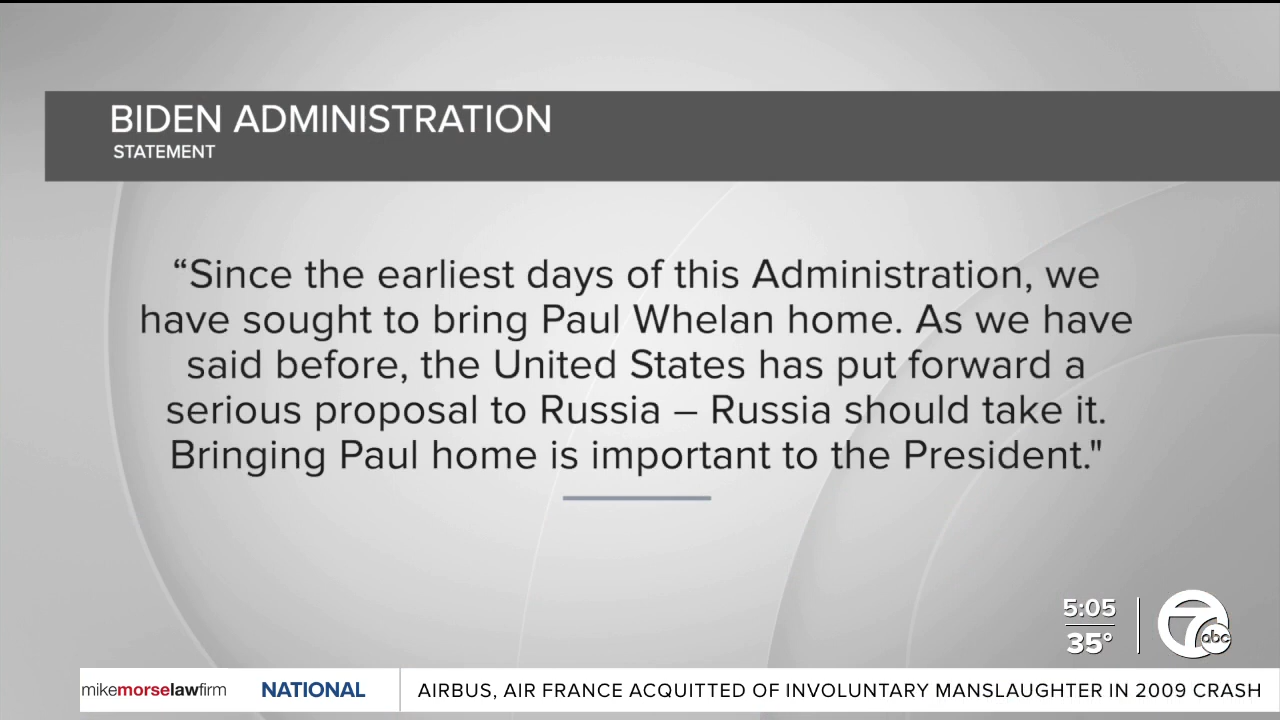 BIDEN ADMINISTRATION
STATEMENT
“Since the earliest days of this Administration, we
have sought to bring Paul Whelan home. As we have
said before, the United States has put forward a
serious proposal to Russia – Russia should take it.
Bringing Paul home is important to the President."
5:05
35°
7 abc
mikemorselawfirm NATIONAL AIRBUS, AIR FRANCE ACQUITTED OF INVOLUNTARY MANSLAUGHTER IN 2009 CRASH